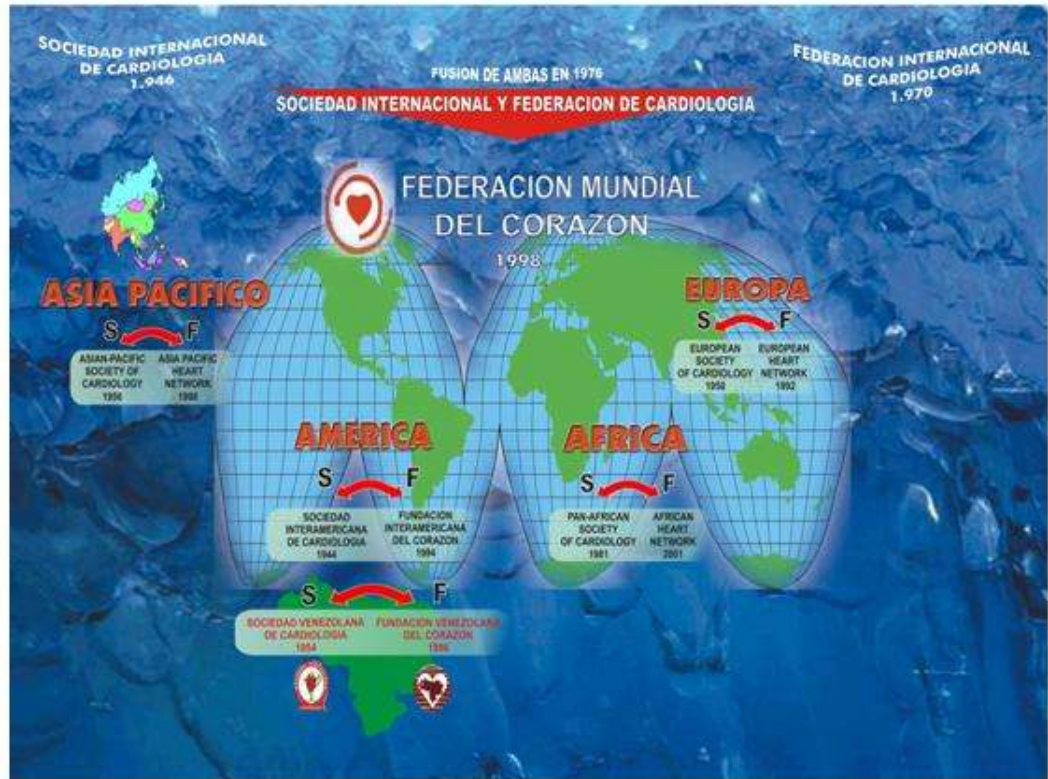 SOCIEDAD INTERNACIONAL
DE CARDIOLOGIA
1.946
FEDERACION INTERNACIONAL
DE CARDIOLOGIA
1.970
FUSION DE AMBAS EN 1976
SOCIEDAD INTERNACIONAL Y FEDERACION DE CARDIOLOGIA
FEDERACION MUNDIAL
DEL CORAZON
1998
ASIA PACIFICO
S F
ASIAN-PACIFIC
SOCIETY OF
CARDIOLOGY
1956
ASIA PACIFIC
HEART
NETWORK
EUROPA
S F
EUROPEAN
SOCIETY
OF CARDIOLOGY
1950
EUROPEAN
HEART
NETWORK
1992
AMERICA
S F
SOCIEDAD
INTERAMERICANA
DE CARDIOLOGIA
1944
FUNDACION
INTERAMERICANA
DEL CORAZON
1994
AFRICA
S F
PAN-AFRICAN
SOCIETY
OF CARDIOLOGY
1981
AFRICAN
HEART
NETWORK
2001
S F
SOCIEDAD VENEZOLANA
DE CARDIOLOGIA
FUNDACION VENEZOLANA
DEL CORAZON